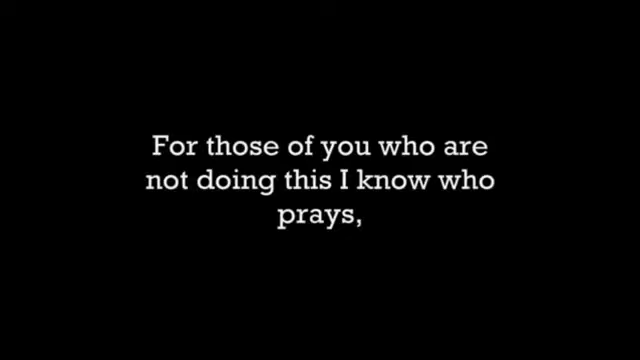 For those of you who are
not doing this I know who
prays,